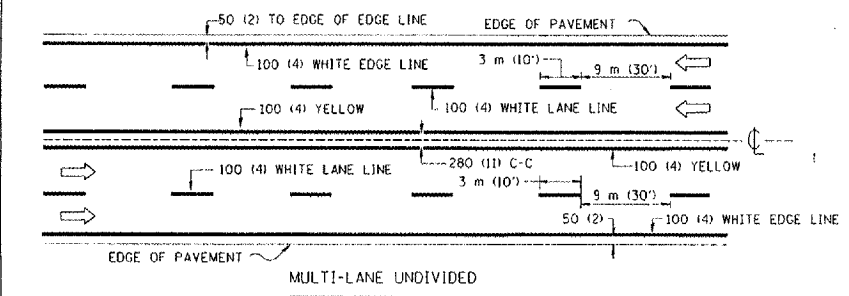 50 (2) TO EDGE OF EDGE LINE
EDGE OF PAVEMENT
100 (4) WHITE EDGE LINE
3 m (10')
9 m (30')
100 (4) YELLOW
100 (4) WHITE LANE LINE
100 (4) WHITE LANE LINE
280 (11) C-C
100 (4) YELLOW
3 m (10')
9 m (30')
50 (2)
100 (4) WHITE EDGE LINE
EDGE OF PAVEMENT
MULTI-LANE UNDIVIDED